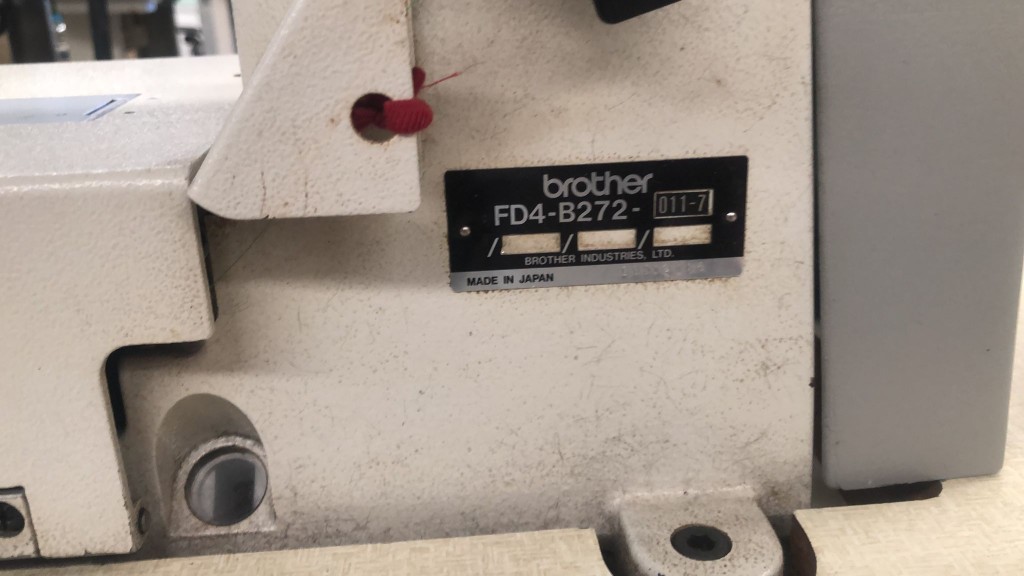 brother
FD4-B272- 011-7
/ / /
BROTHER INDUSTRIES, LTD.
MADE IN JAPAN